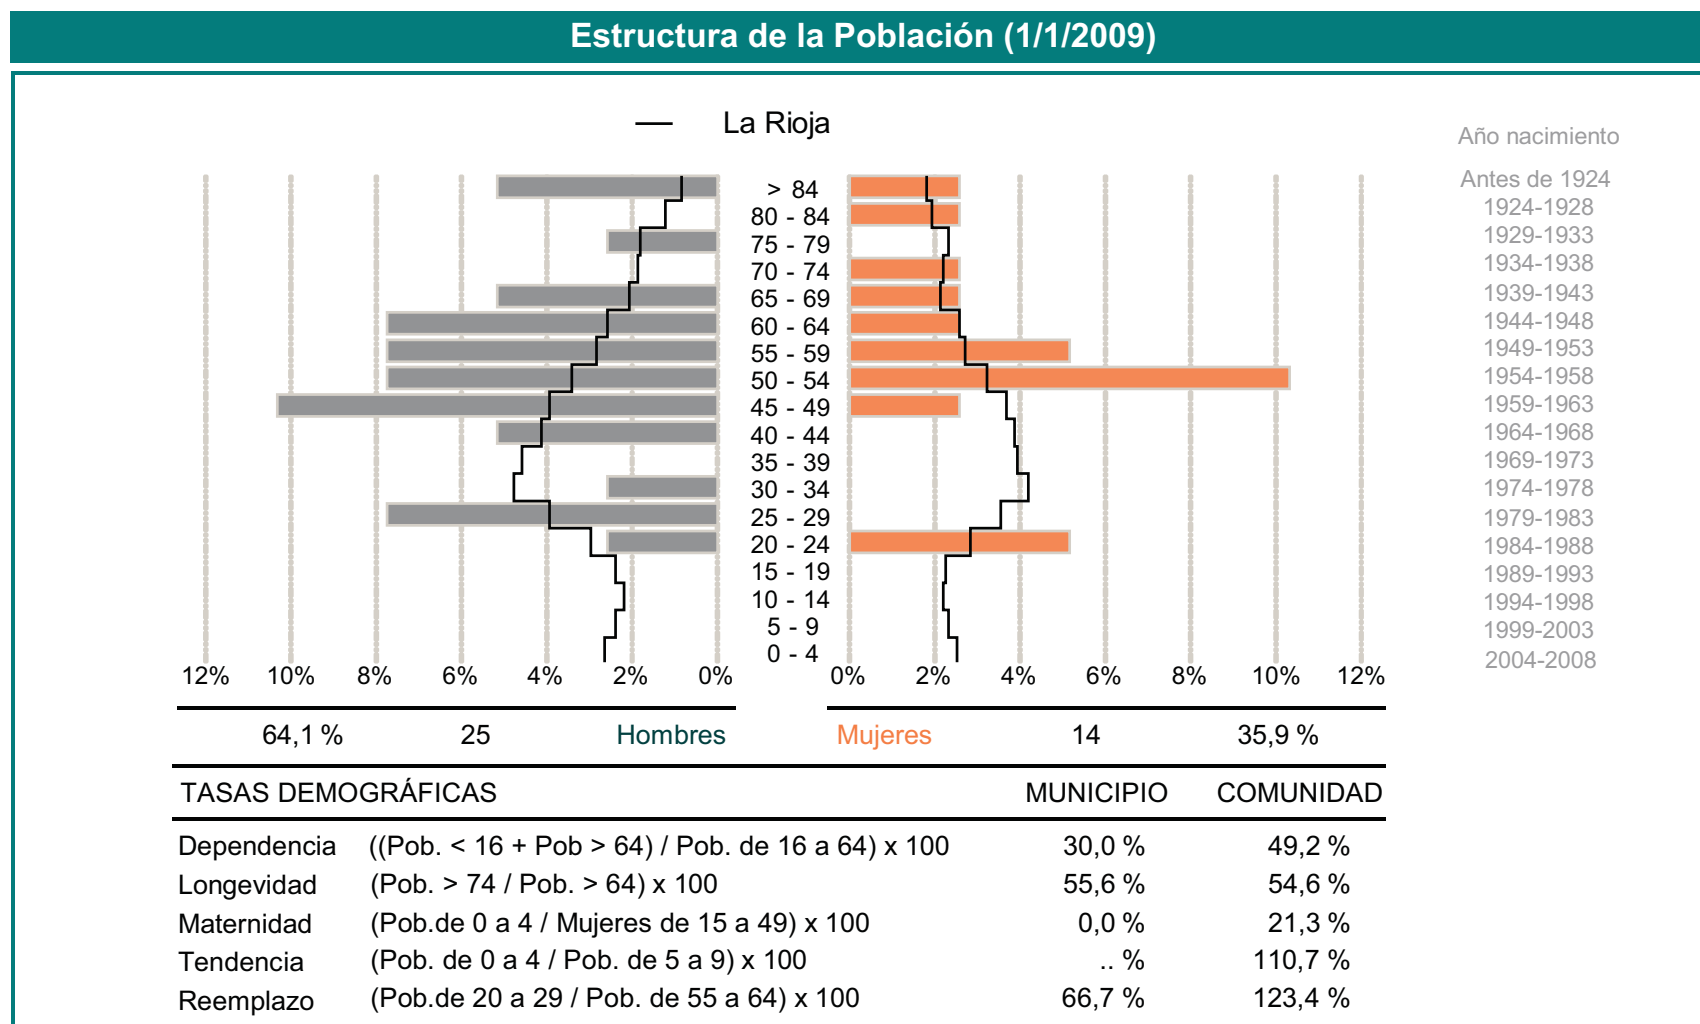 Estructura de la Población (1/1/2009)
La Rioja
Año nacimiento
> 84 Antes de 1924
80 - 84 1924-1928
75 - 79 1929-1933
70 - 74 1934-1938
65 - 69 1939-1943
60 - 64 1944-1948
55 - 59 1949-1953
50 - 54 1954-1958
45 - 49 1959-1963
40 - 44 1964-1968
35 - 39 1969-1973
30 - 34 1974-1978
25 - 29 1979-1983
20 - 24 1984-1988
15 - 19 1989-1993
10 - 14 1994-1998
5 - 9 1999-2003
0 - 4 2004-2008
12% 10% 8% 6% 4% 2% 0% 0% 2% 4% 6% 8% 10% 12%
64,1 % 25 Hombres Mujeres 14 35,9 %
TASAS DEMOGRÁFICAS MUNICIPIO COMUNIDAD
Dependencia ((Pob. < 16 + Pob > 64) / Pob. de 16 a 64) x 100 30,0 % 49,2 %
Longevidad (Pob. > 74 / Pob. > 64) x 100 55,6 % 54,6 %
Maternidad (Pob.de 0 a 4 / Mujeres de 15 a 49) x 100 0,0 % 21,3 %
Tendencia (Pob. de 0 a 4 / Pob. de 5 a 9) x 100 .. % 110,7 %
Reemplazo (Pob.de 20 a 29 / Pob. de 55 a 64) x 100 66,7 % 123,4 %